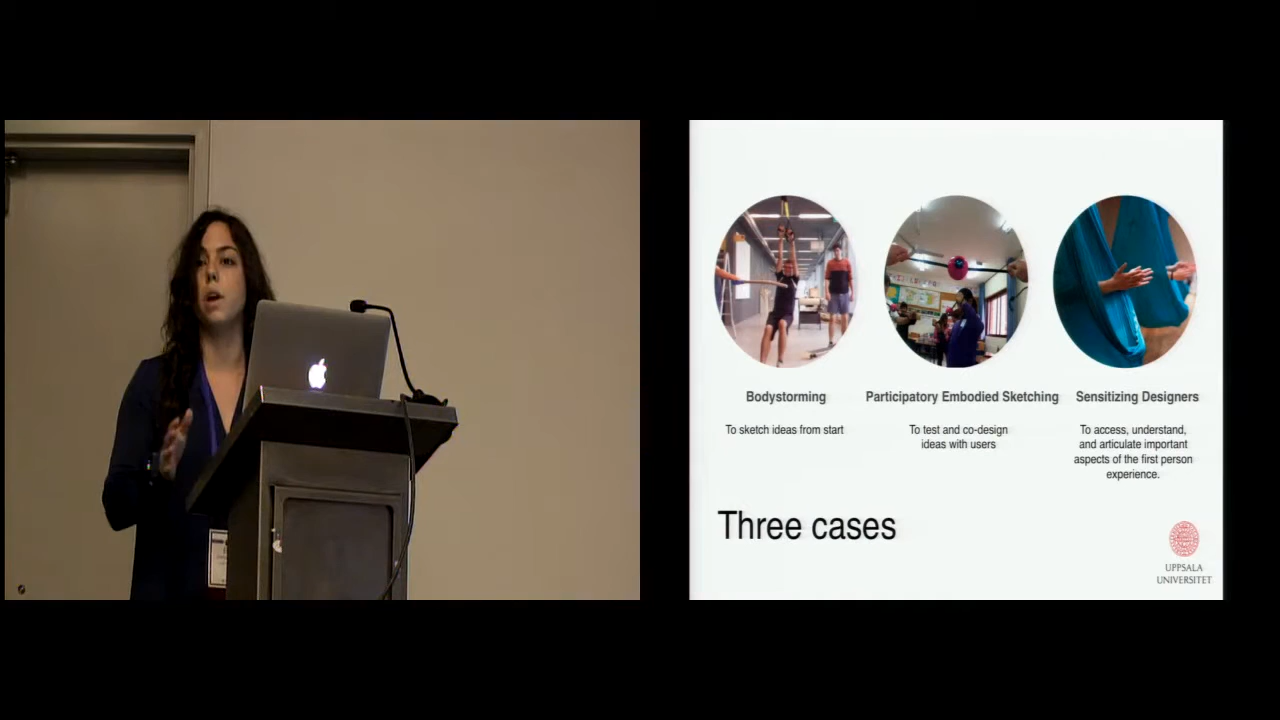 Bodystorming
To sketch ideas from start
Participatory Embodied Sketching
To test and co-design
ideas with users
Sensitizing Designers
To access, understand,
and articulate important
aspects of the first person
experience.
Three cases
UPPSALA
UNIVERSITET